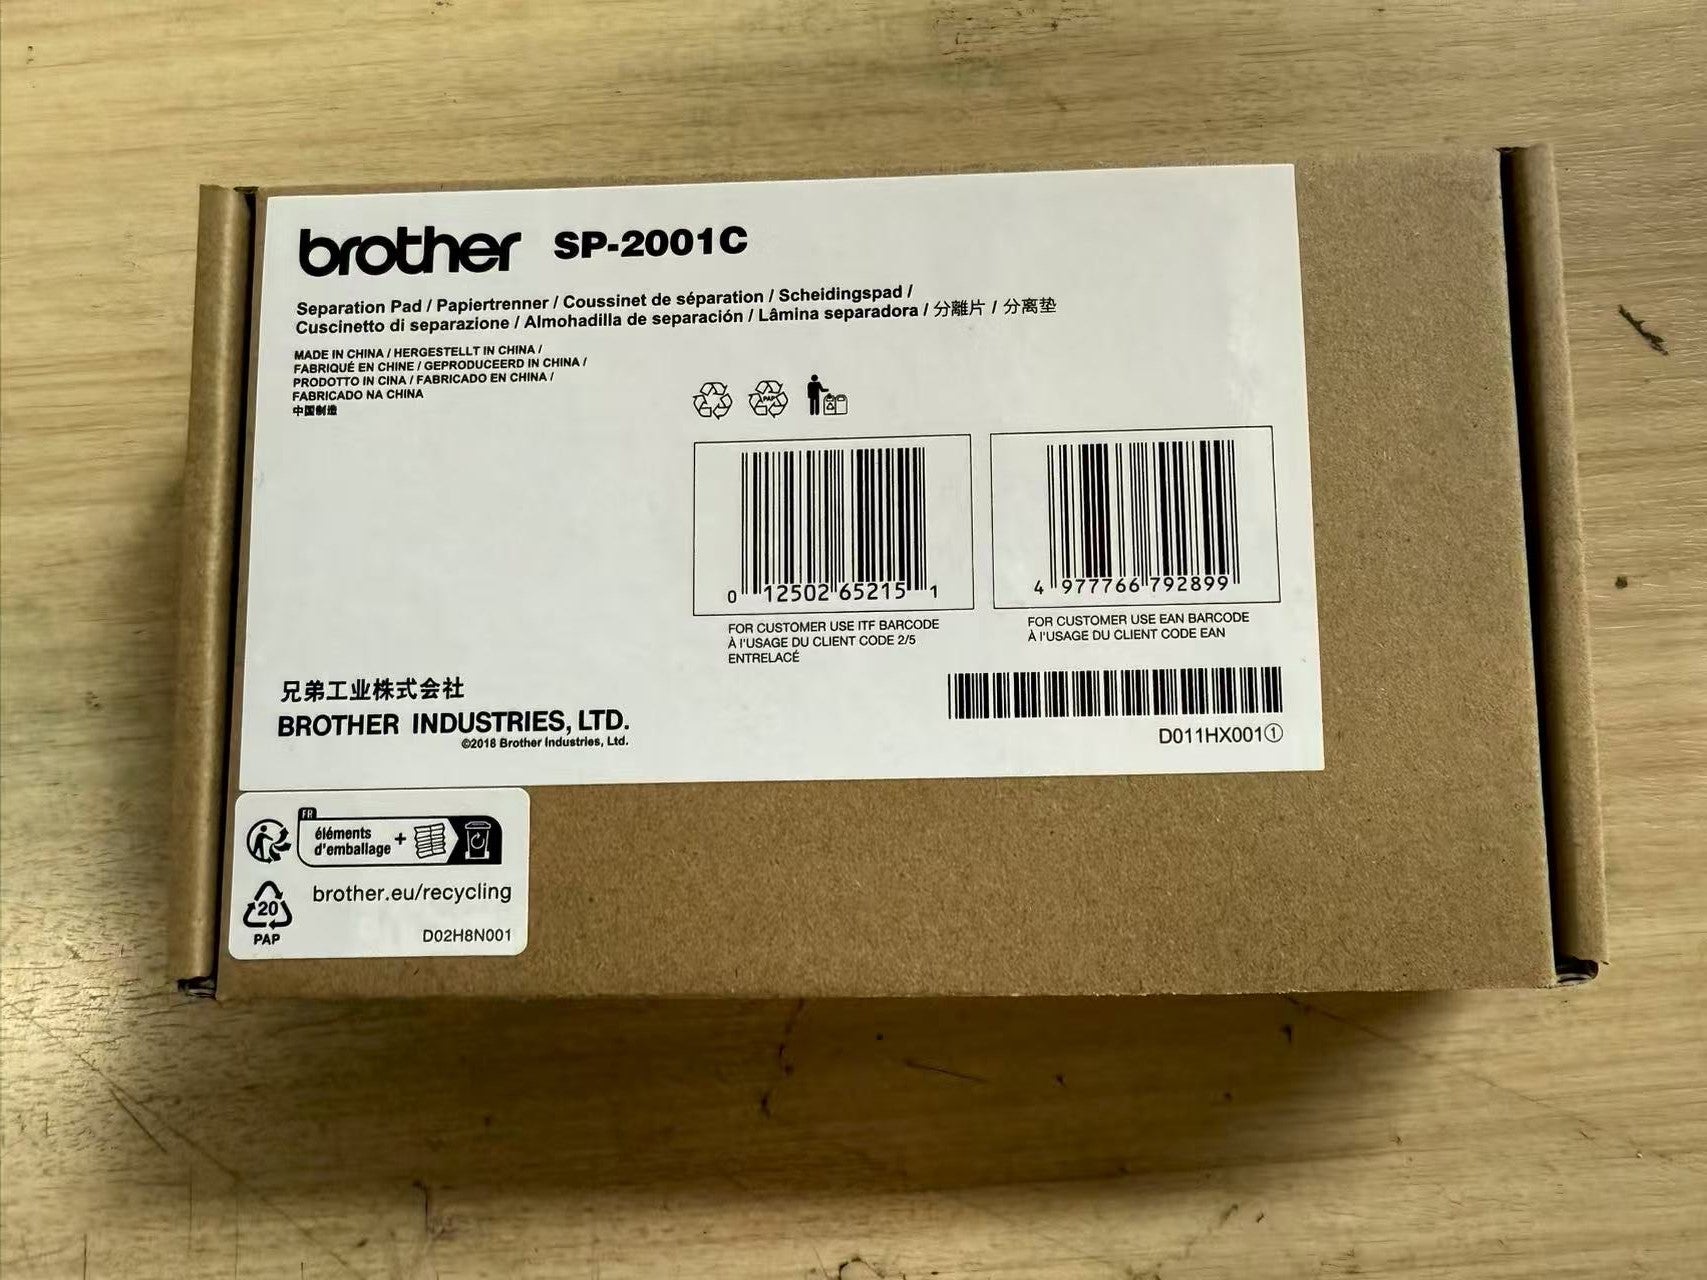 brother SP-2001C
Separation Pad / Papiertrenner / Coussinet de séparation / Scheidingspad /
Cuscinetto di separazione / Almohadilla de separación / Lâmina separadora / 分離片 / 分离垫
MADE IN CHINA / HERGESTELLT IN CHINA /
FABRIQUÉ EN CHINE / GEPRODUCEERD IN CHINA /
PRODOTTO IN CINA / FABRICADO EN CHINA /
FABRICADO NA CHINA
中国制造
PAP
0 12502 65215 1
4 977766 792899
FOR CUSTOMER USE ITF BARCODE
À l'USAGE DU CLIENT CODE 2/5
ENTRELACÉ
FOR CUSTOMER USE EAN BARCODE
À l'USAGE DU CLIENT CODE EAN
兄弟工业株式会社
BROTHER INDUSTRIES, LTD.
©2018 Brother Industries, Ltd.
D011HX001①
FR
éléments
d'emballage +
20
PAP
brother.eu/recycling
D02H8N001